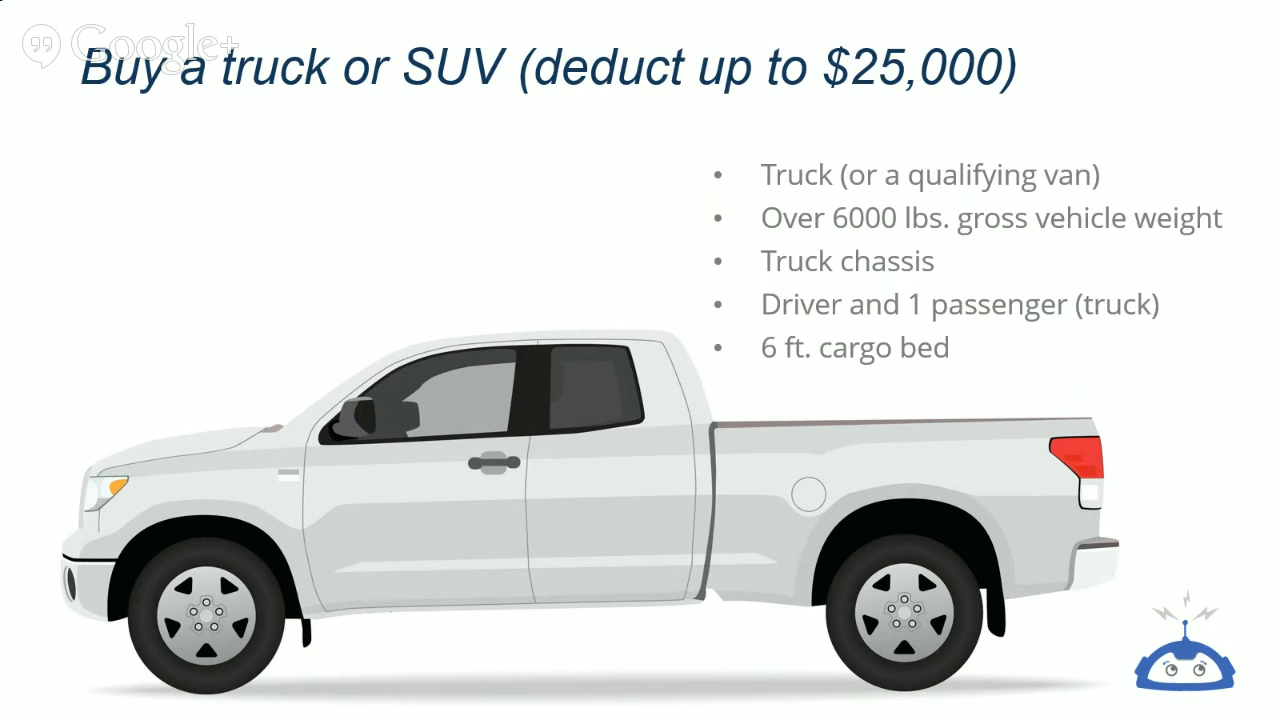 Google+
Buy a truck or SUV (deduct up to $25,000)
• Truck (or a qualifying van)
• Over 6000 lbs. gross vehicle weight
• Truck chassis
• Driver and 1 passenger (truck)
• 6 ft. cargo bed